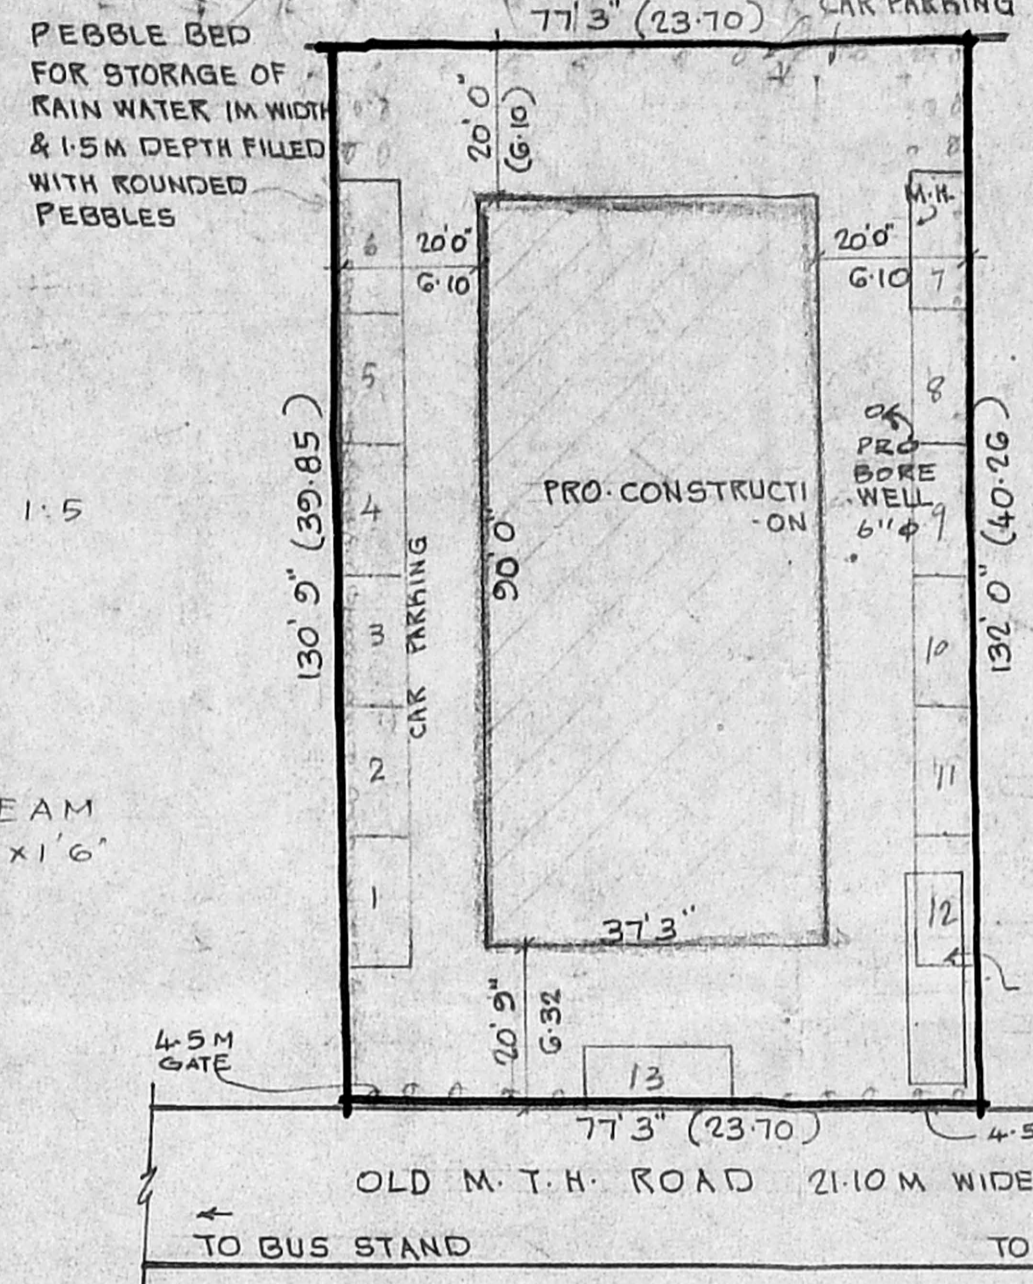 77'3" (23.70)
CAR PARKING
PEBBLE BED
FOR STORAGE OF
RAIN WATER 1M WIDTH
& 1.5M DEPTH FILLED
WITH ROUNDED
PEBBLES
20'0"
(6.10)
M.H.
6
20'0"
6.10
20'0"
6.10
7
5
8
130'9" (39.85)
132'0" (40.26)
PRO
BORE
WELL
6"φ
9
1:5
4
PRO. CONSTRUCTI
-ON
90'0"
CAR PARKING
3
10
2
11
EAM
x1'6"
1
12
37'3"
20'9"
6.32
4.5M
GATE
13
77'3" (23.70)
4.5
OLD M.T.H. ROAD 21.10 M WIDE
←
TO BUS STAND
TO